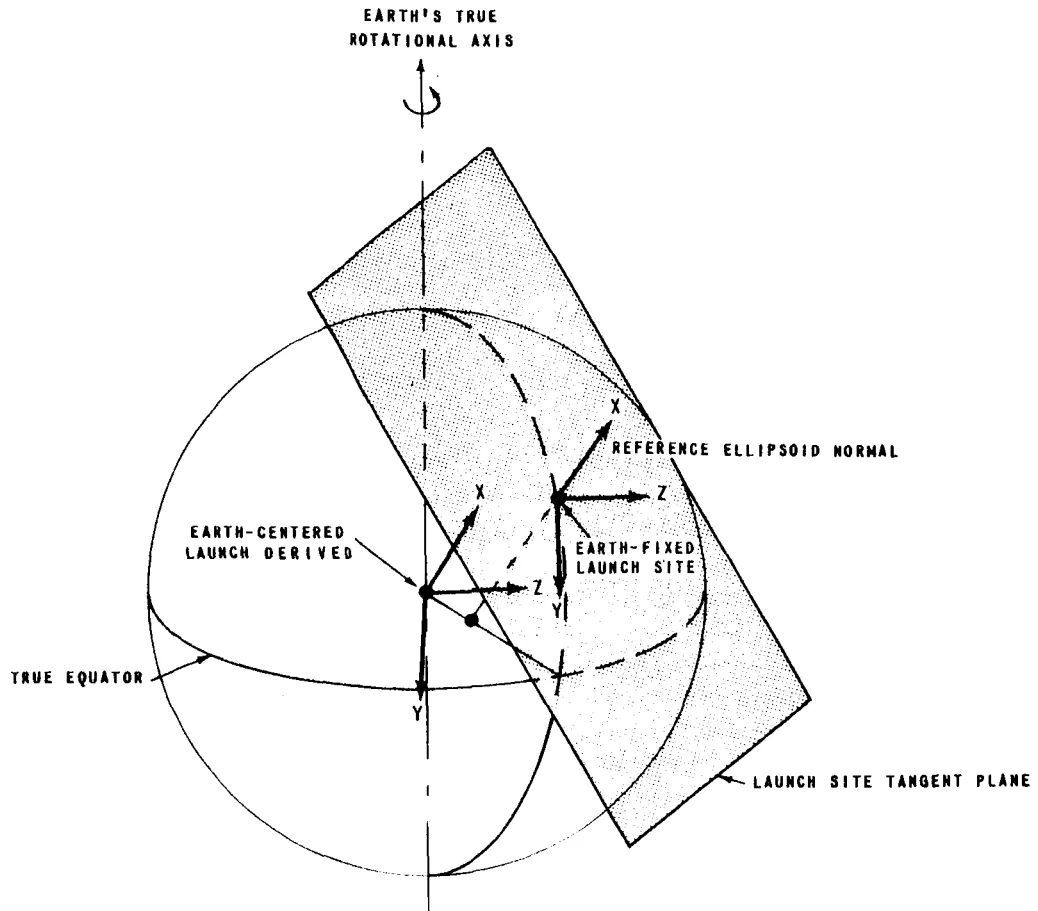 EARTH'S TRUE
ROTATIONAL AXIS
X
REFERENCE ELLIPSOID NORMAL
X
Z
EARTH-CENTERED
LAUNCH DERIVED
EARTH-FIXED
LAUNCH SITE
Z
Y
TRUE EQUATOR
Y
LAUNCH SITE TANGENT PLANE